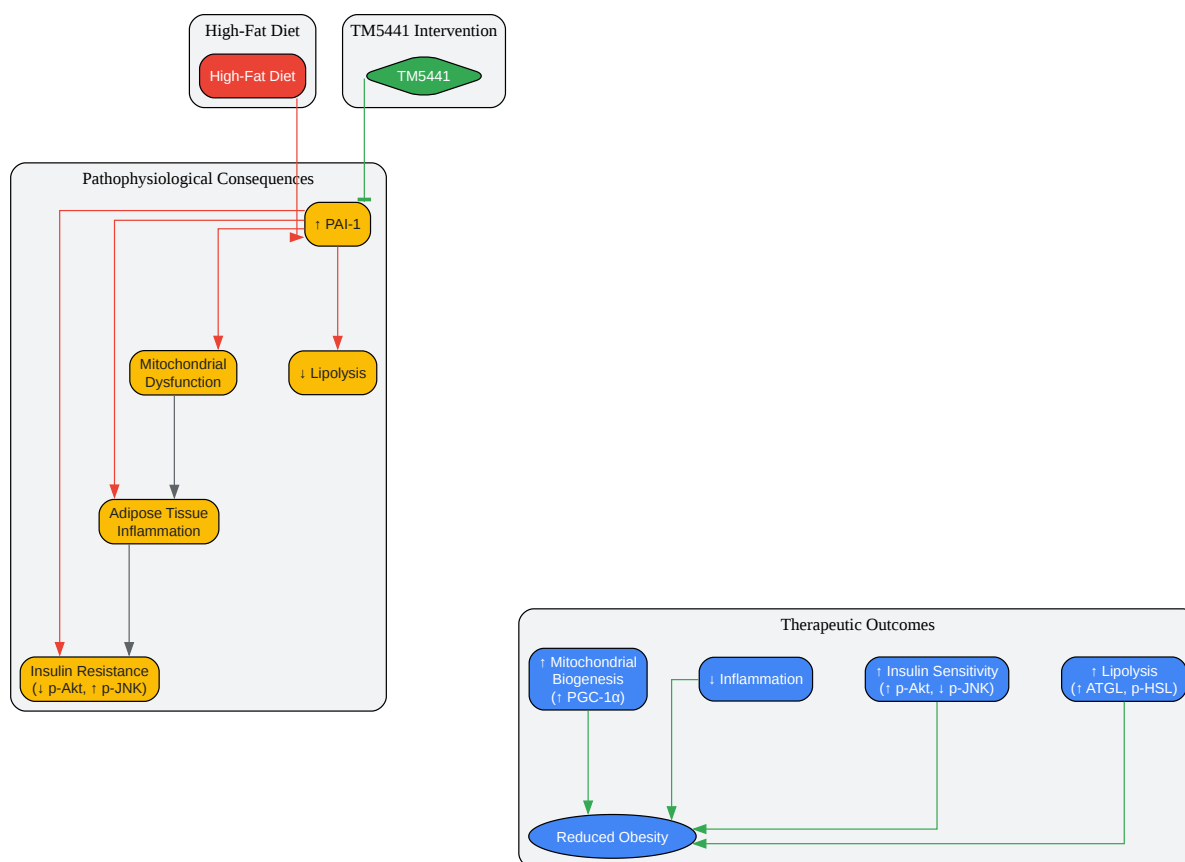 High-Fat Diet
High-Fat Diet
TM5441 Intervention
TM5441
Pathophysiological Consequences
↑ PAI-1
Mitochondrial
Dysfunction
↓ Lipolysis
Adipose Tissue
Inflammation
Insulin Resistance
(↓ p-Akt, ↑ p-JNK)
Therapeutic Outcomes
↑ Mitochondrial
Biogenesis
(↑ PGC-1α)
↓ Inflammation
↑ Insulin Sensitivity
(↑ p-Akt, ↓ p-JNK)
↑ Lipolysis
(↑ ATGL, p-HSL)
Reduced Obesity